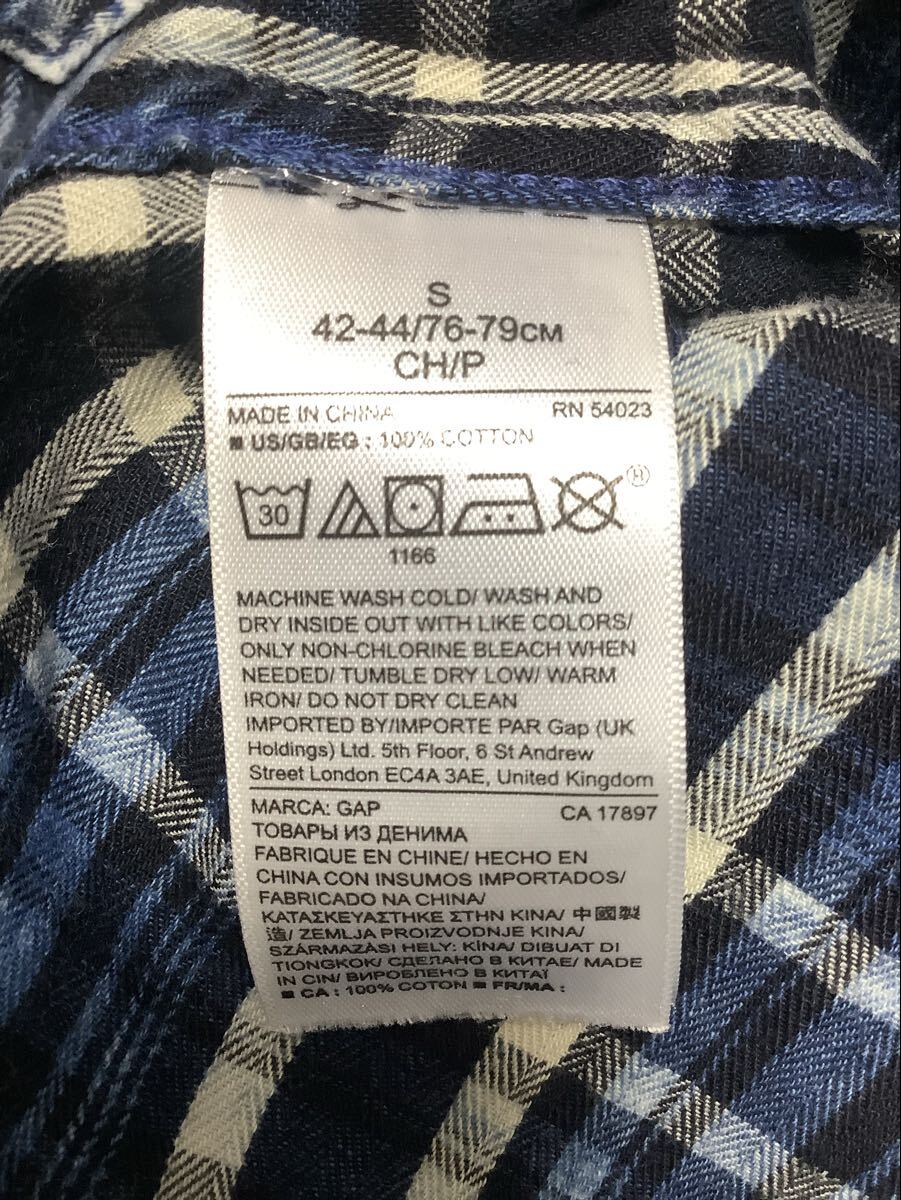 S
42-44/76-79CM
CH/P
MADE IN CHINA RN 54023
■ US/GB/EG : 100% COTTON
30
®
1166
MACHINE WASH COLD/ WASH AND
DRY INSIDE OUT WITH LIKE COLORS/
ONLY NON-CHLORINE BLEACH WHEN
NEEDED/ TUMBLE DRY LOW/ WARM
IRON/ DO NOT DRY CLEAN
IMPORTED BY/IMPORTE PAR Gap (UK
Holdings) Ltd. 5th Floor, 6 St Andrew
Street London EC4A 3AE, United Kingdom
MARCA: GAP CA 17897
ТОВАРЫ ИЗ ДЕНИМА
FABRIQUE EN CHINE/ HECHO EN
CHINA CON INSUMOS IMPORTADOS/
FABRICADO NA CHINA/
ΚΑΤΑΣΚΕΥΑΣΤΗΚΕ ΣΤΗΝ ΚΙΝΑ/ 中國製
造/ ZEMLJA PROIZVODNJE KINA/
SZÁRMAZÁSI HELY: KÍNA/ DIBUAT DI
TIONGKOK/ СДЕЛАНО В КИТАЕ/ MADE
IN CIN/ ВИРОБЛЕНО В КИТАЇ
■ CA : 100% COTON ■ FR/MA :